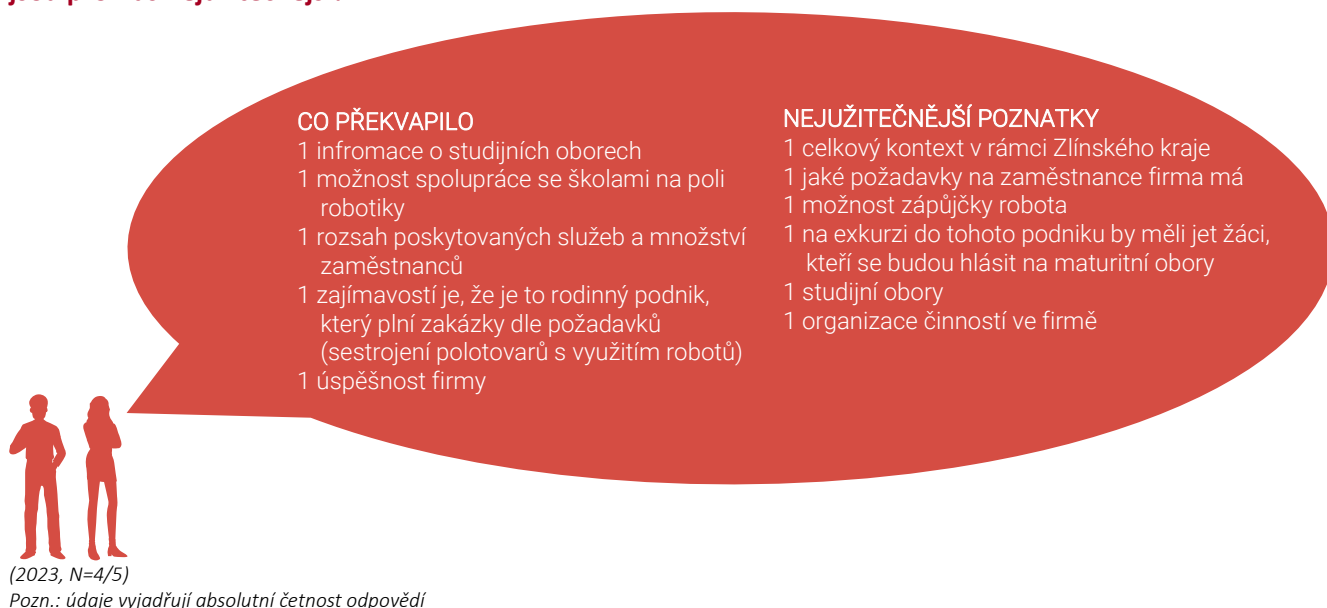 CO PŘEKVAPILO
1 infromace o studijních oborech
1 možnost spolupráce se školami na poli
robotiky
1 rozsah poskytovaných služeb a množství
zaměstnanců
1 zajímavostí je, že je to rodinný podnik,
který plní zakázky dle požadavků
(sestrojení polotovarů s využitím robotů)
1 úspěšnost firmy
NEJUŽITEČNĚJŠÍ POZNATKY
1 celkový kontext v rámci Zlínského kraje
1 jaké požadavky na zaměstnance firma má
1 možnost zápůjčky robota
1 na exkurzi do tohoto podniku by měli jet žáci,
kteří se budou hlásit na maturitní obory
1 studijní obory
1 organizace činností ve firmě
(2023, N=4/5)
Pozn.: údaje vyjadřují absolutní četnost odpovědí